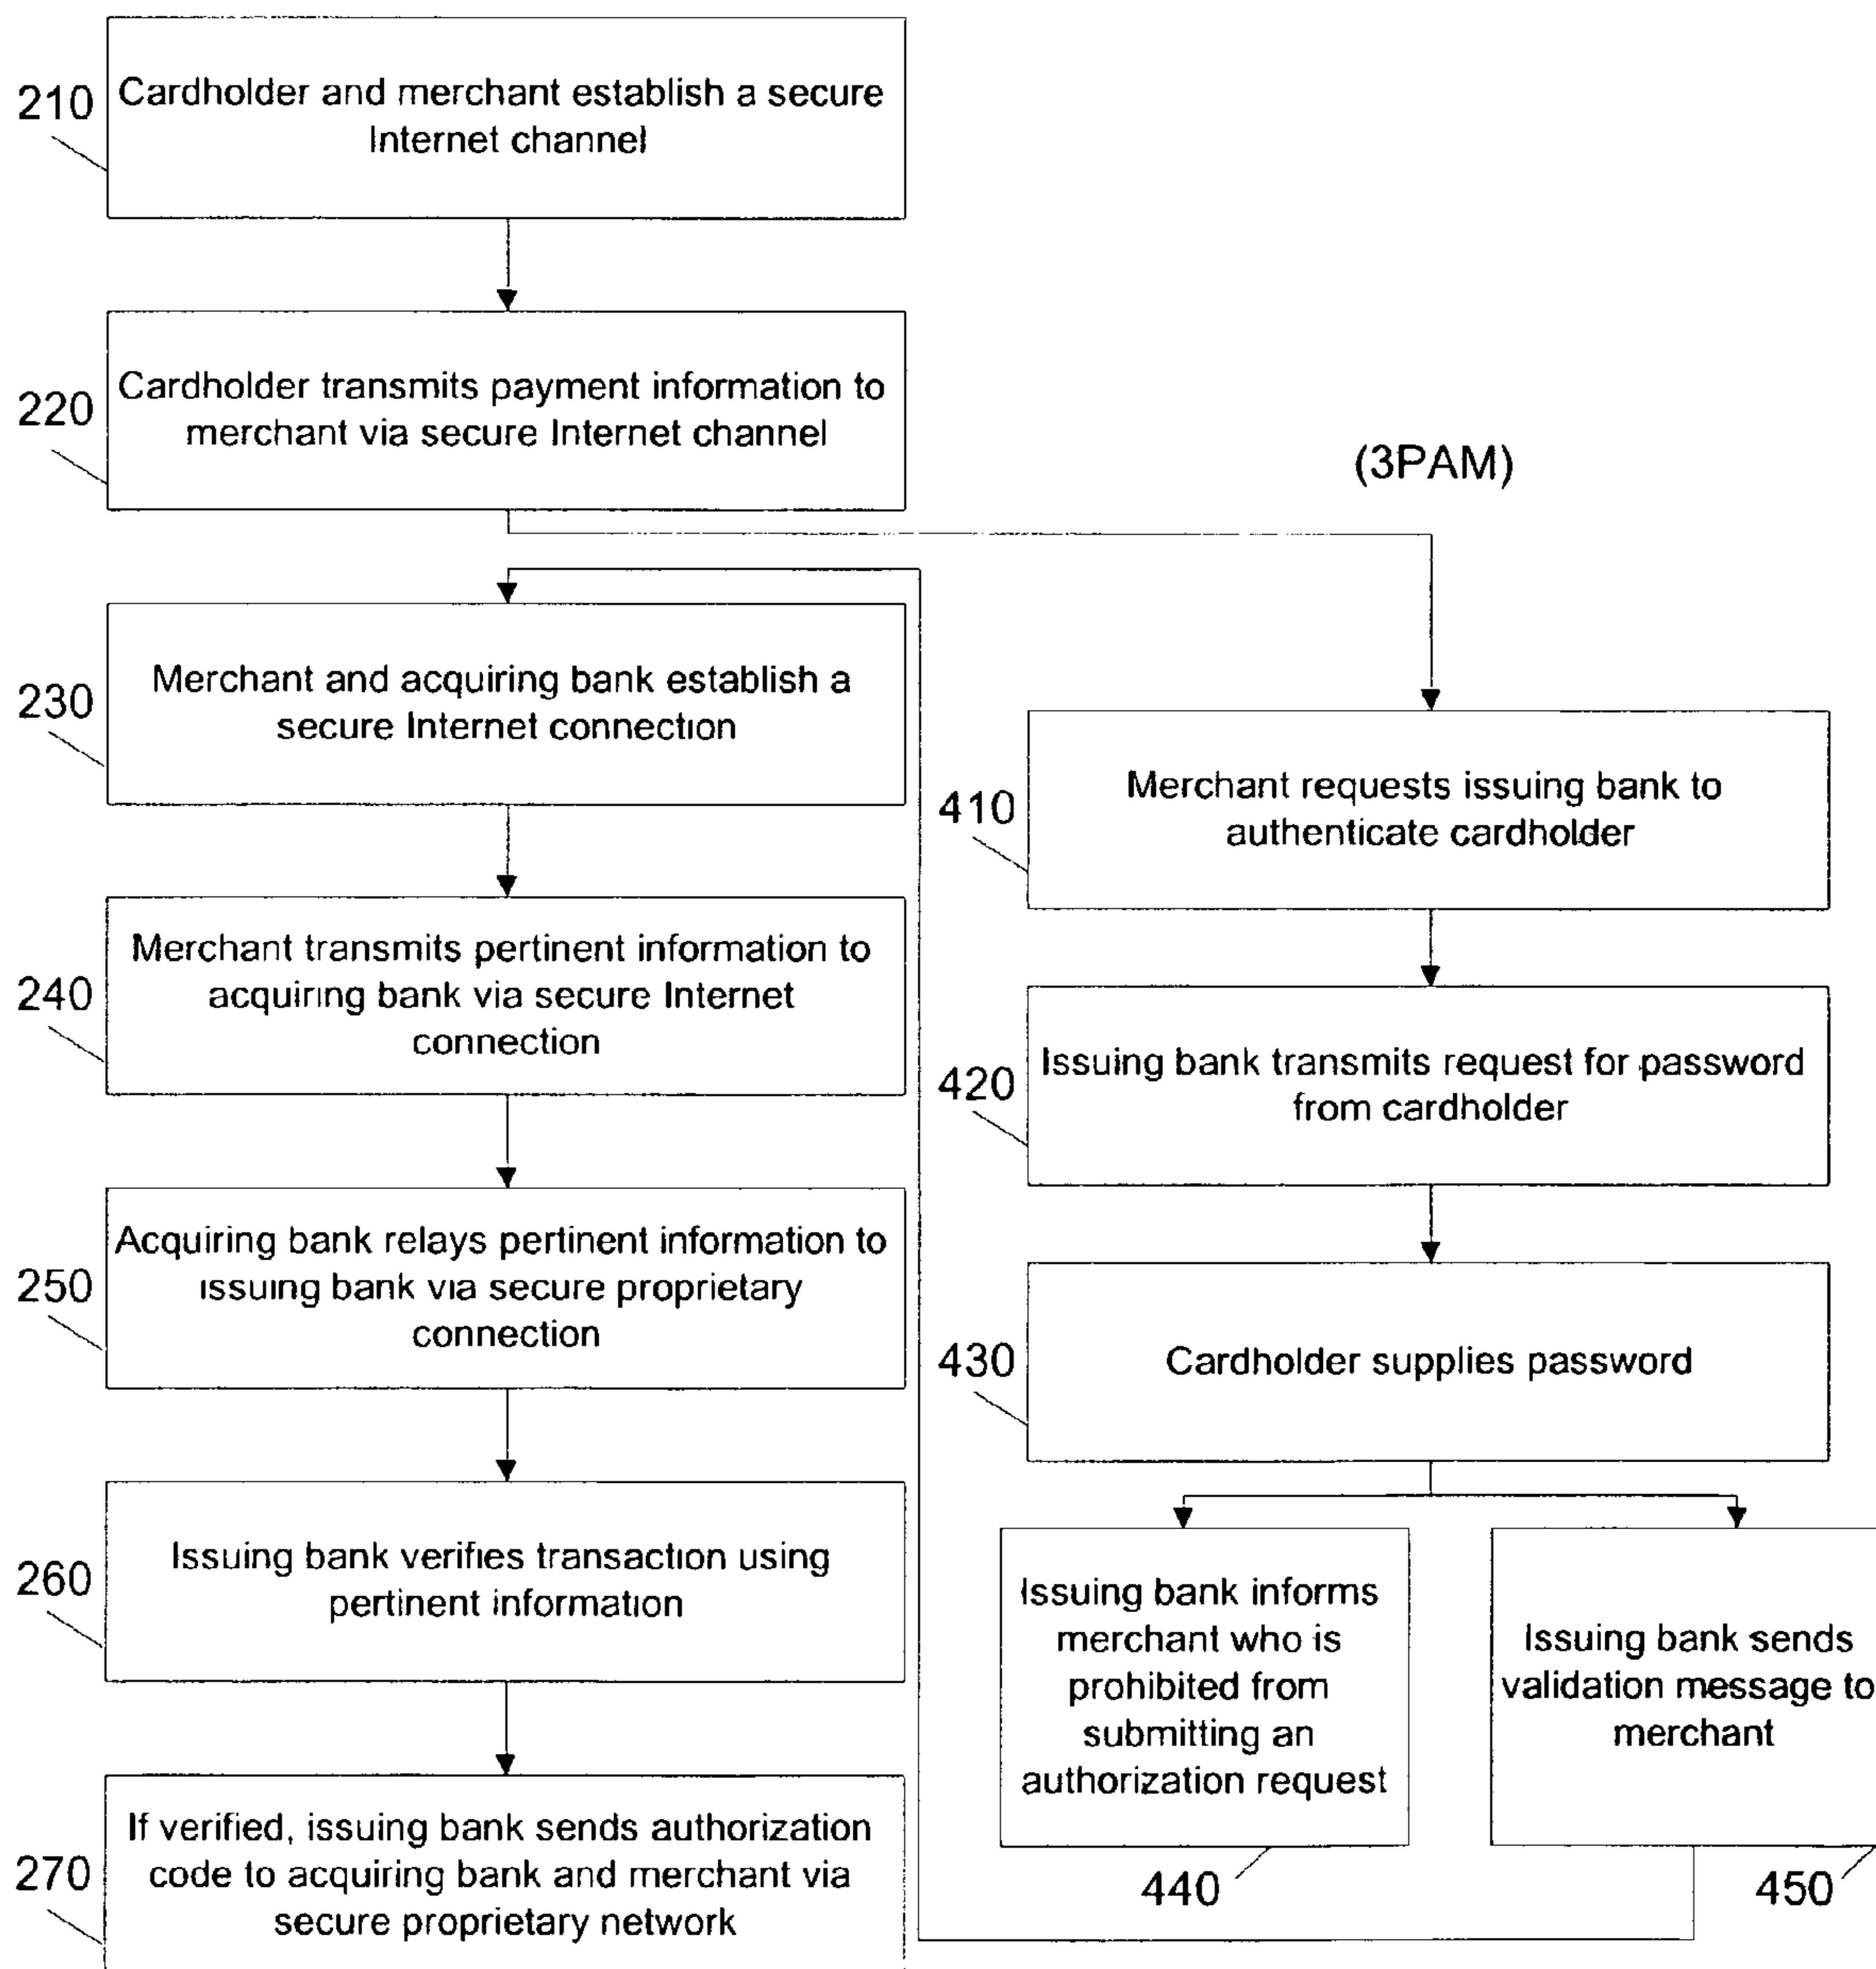 210
Cardholder and merchant establish a secure
Internet channel
220
Cardholder transmits payment information to
merchant via secure Internet channel
(3PAM)
230
Merchant and acquiring bank establish a
secure Internet connection
240
Merchant transmits pertinent information to
acquiring bank via secure Internet
connection
250
Acquiring bank relays pertinent information to
issuing bank via secure proprietary
connection
260
Issuing bank verifies transaction using
pertinent information
270
If verified, issuing bank sends authorization
code to acquiring bank and merchant via
secure proprietary network
410
Merchant requests issuing bank to
authenticate cardholder
420
Issuing bank transmits request for password
from cardholder
430
Cardholder supplies password
Issuing bank informs
merchant who is
prohibited from
submitting an
authorization request
440
Issuing bank sends
validation message to
merchant
450